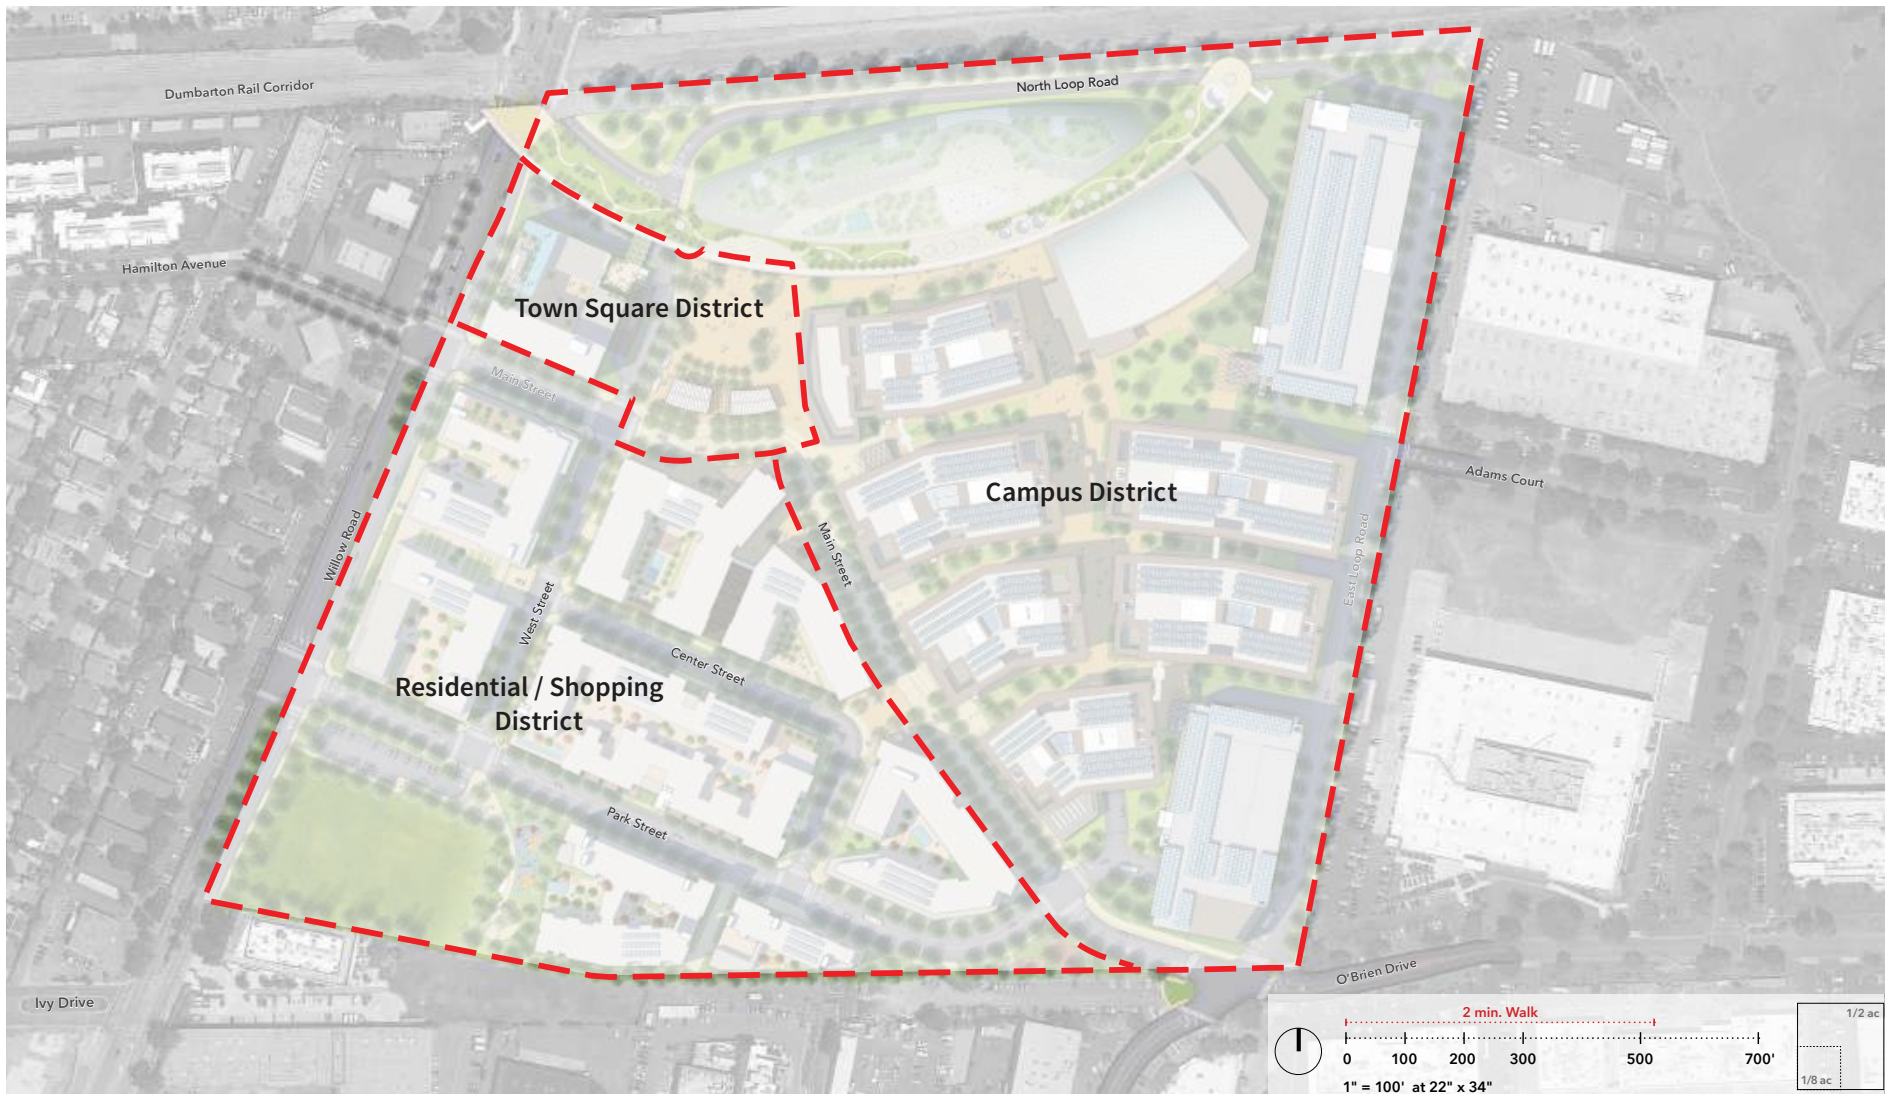 Dumbarton Rail Corridor
North Loop Road
Hamilton Avenue
Town Square District
Main Street
Adams Court
Campus District
Willow Road
Main Street
East Loop Road
West Street
Center Street
Residential / Shopping
District
Park Street
O'Brien Drive
Ivy Drive
2 min. Walk
0 100 200 300 500 700'
1" = 100' at 22" x 34"
1/2 ac
1/8 ac